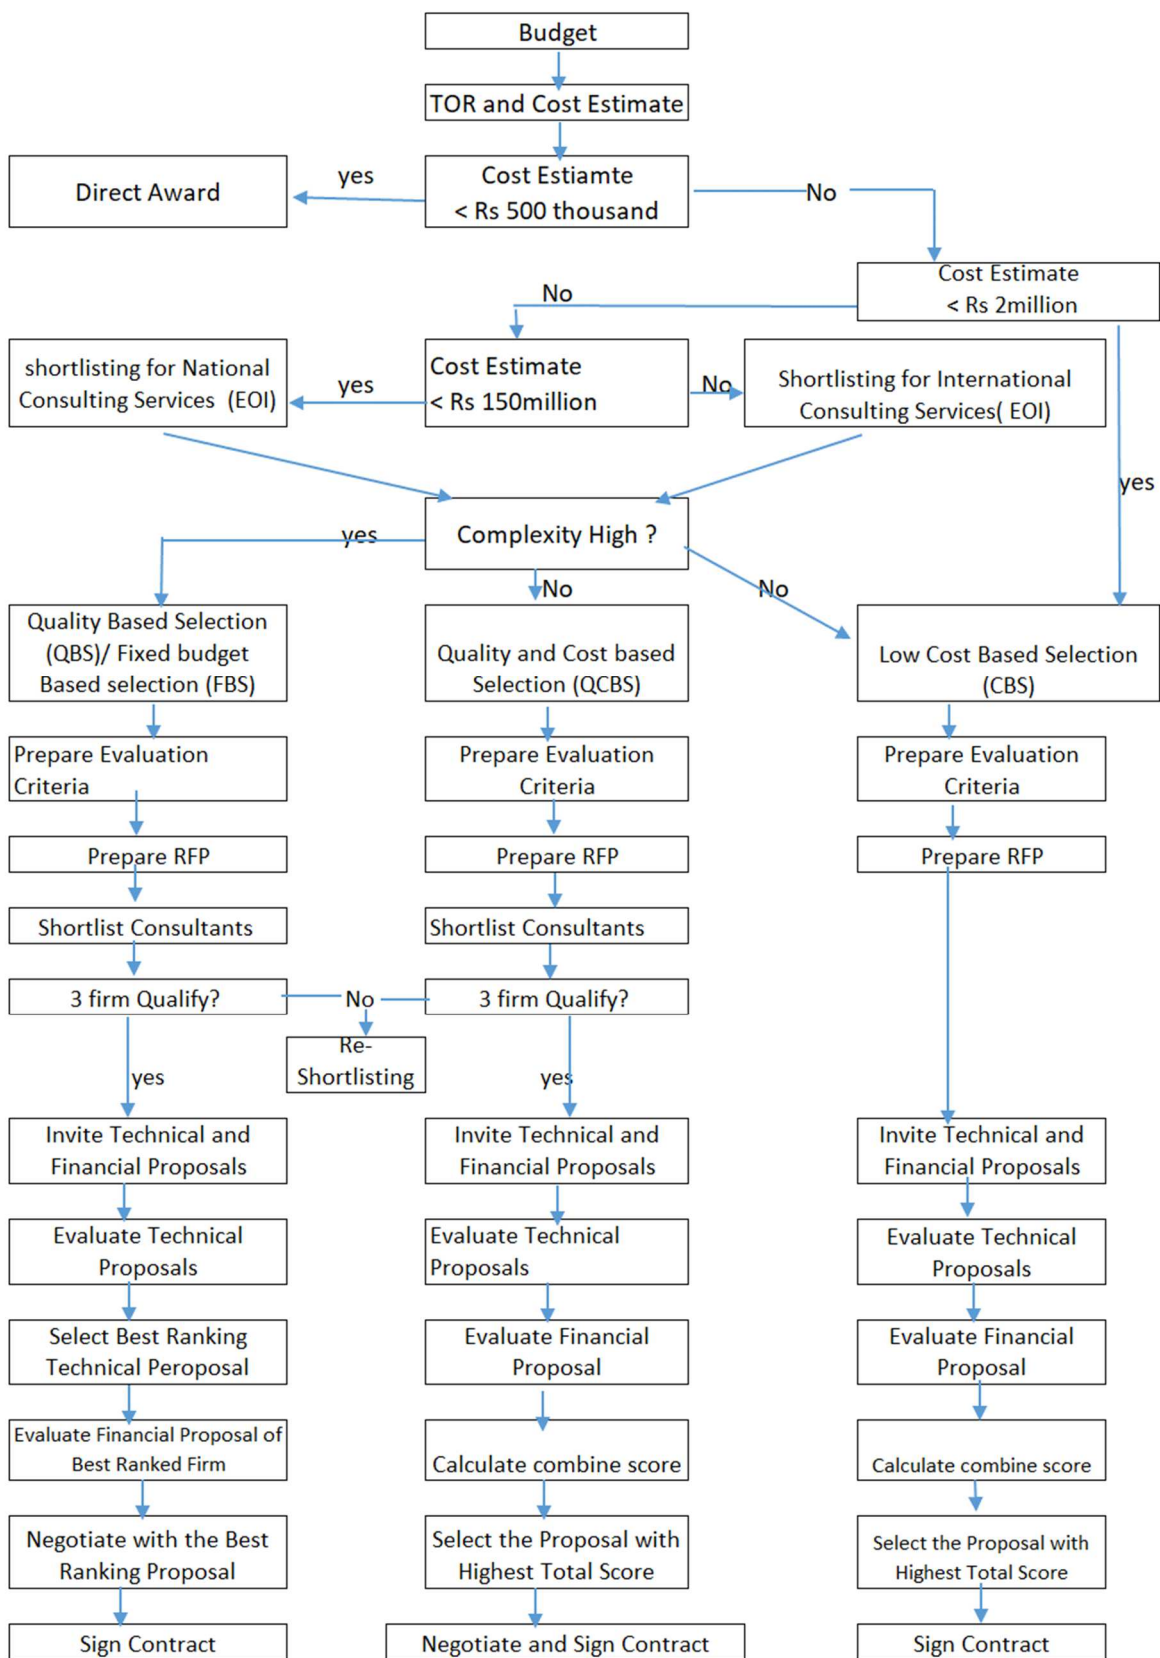 Budget
TOR and Cost Estimate
Direct Award
yes
Cost Estiamte
< Rs 500 thousand
No
Cost Estimate
< Rs 2million
No
shortlisting for National
Consulting Services (EOI)
yes
Cost Estimate
< Rs 150million
No
Shortlisting for International
Consulting Services( EOI)
yes
Complexity High ?
yes
No
No
Quality Based Selection
(QBS)/ Fixed budget
Based selection (FBS)
Quality and Cost based
Selection (QCBS)
Low Cost Based Selection
(CBS)
Prepare Evaluation
Criteria
Prepare Evaluation
Criteria
Prepare Evaluation
Criteria
Prepare RFP
Prepare RFP
Prepare RFP
Shortlist Consultants
Shortlist Consultants
3 firm Qualify?
No
3 firm Qualify?
Re-
Shortlisting
yes
yes
Invite Technical and
Financial Proposals
Invite Technical and
Financial Proposals
Invite Technical and
Financial Proposals
Evaluate Technical
Proposals
Evaluate Technical
Proposals
Evaluate Technical
Proposals
Select Best Ranking
Technical Peroposal
Evaluate Financial
Proposal
Evaluate Financial
Proposal
Evaluate Financial Proposal of
Best Ranked Firm
Calculate combine score
Calculate combine score
Negotiate with the Best
Ranking Proposal
Select the Proposal with
Highest Total Score
Select the Proposal with
Highest Total Score
Sign Contract
Negotiate and Sign Contract
Sign Contract